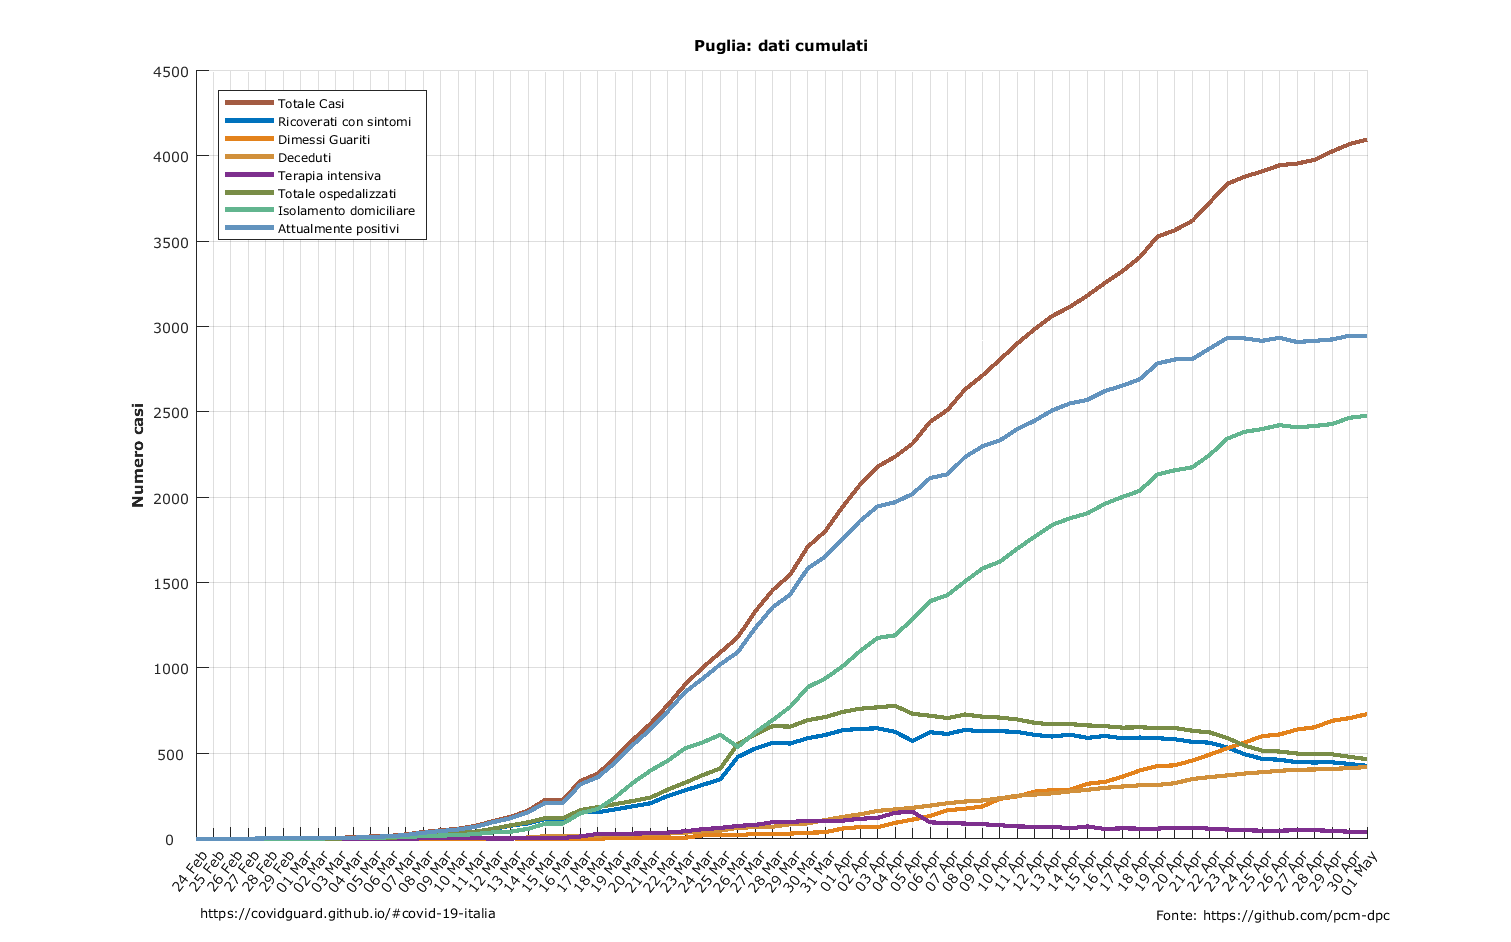 Puglia: dati cumulati
4500
4000
3500
3000
2500
2000
1500
1000
500
0
Numero casi
Totale Casi
Ricoverati con sintomi
Dimessi Guariti
Deceduti
Terapia intensiva
Totale ospedalizzati
Isolamento domiciliare
Attualmente positivi
24 Feb
25 Feb
26 Feb
27 Feb
28 Feb
29 Feb
01 Mar
02 Mar
03 Mar
04 Mar
05 Mar
06 Mar
07 Mar
08 Mar
09 Mar
10 Mar
11 Mar
12 Mar
13 Mar
14 Mar
15 Mar
16 Mar
17 Mar
18 Mar
19 Mar
20 Mar
21 Mar
22 Mar
23 Mar
24 Mar
25 Mar
26 Mar
27 Mar
28 Mar
29 Mar
30 Mar
31 Mar
01 Apr
02 Apr
03 Apr
04 Apr
05 Apr
06 Apr
07 Apr
08 Apr
09 Apr
10 Apr
11 Apr
12 Apr
13 Apr
14 Apr
15 Apr
16 Apr
17 Apr
18 Apr
19 Apr
20 Apr
21 Apr
22 Apr
23 Apr
24 Apr
25 Apr
26 Apr
27 Apr
28 Apr
29 Apr
30 Apr
01 May
https://covidguard.github.io/#covid-19-italia
Fonte: https://github.com/pcm-dpc